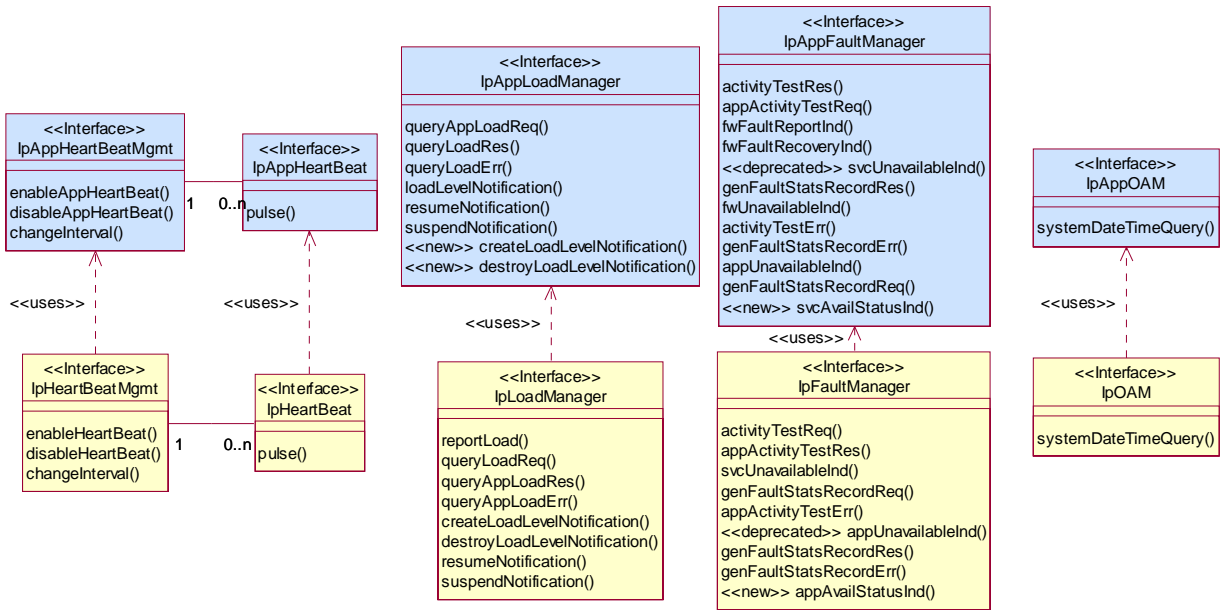 <<Interface>>
IpAppHeartBeatMgmt
enableAppHeartBeat()
disableAppHeartBeat()
changeInterval()
1
0..n
<<Interface>>
IpAppHeartBeat
pulse()
<<Interface>>
IpAppLoadManager
queryAppLoadReq()
queryLoadRes()
queryLoadErr()
loadLevelNotification()
resumeNotification()
suspendNotification()
<<new>> createLoadLevelNotification()
<<new>> destroyLoadLevelNotification()
<<Interface>>
IpAppFaultManager
activityTestRes()
appActivityTestReq()
fwFaultReportInd()
fwFaultRecoveryInd()
<<deprecated>> svcUnavailableInd()
genFaultStatsRecordRes()
fwUnavailableInd()
activityTestErr()
genFaultStatsRecordErr()
appUnavailableInd()
genFaultStatsRecordReq()
<<new>> svcAvailStatusInd()
<<Interface>>
IpAppOAM
systemDateTimeQuery()
<<uses>>
<<uses>>
<<uses>>
<<uses>>
<<uses>>
<<Interface>>
IpHeartBeatMgmt
enableHeartBeat()
disableHeartBeat()
changeInterval()
1
0..n
<<Interface>>
IpHeartBeat
pulse()
<<Interface>>
IpLoadManager
reportLoad()
queryLoadReq()
queryAppLoadRes()
queryAppLoadErr()
createLoadLevelNotification()
destroyLoadLevelNotification()
resumeNotification()
suspendNotification()
<<Interface>>
IpFaultManager
activityTestReq()
appActivityTestRes()
svcUnavailableInd()
genFaultStatsRecordReq()
appActivityTestErr()
<<deprecated>> appUnavailableInd()
genFaultStatsRecordRes()
genFaultStatsRecordErr()
<<new>> appAvailStatusInd()
<<Interface>>
IpOAM
systemDateTimeQuery()